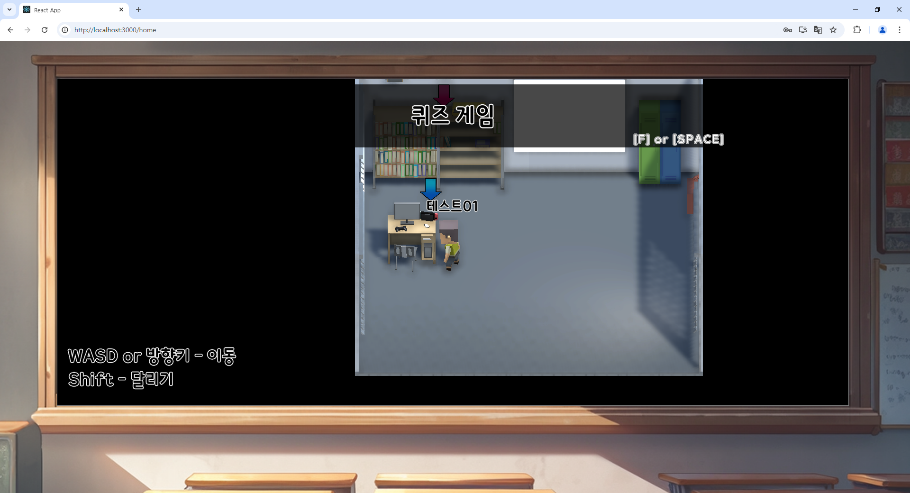 React App
http://localhost:3000/home
퀴즈 게임
[F] or [SPACE]
테스트01
WASD or 방향키 - 이동
Shift - 달리기